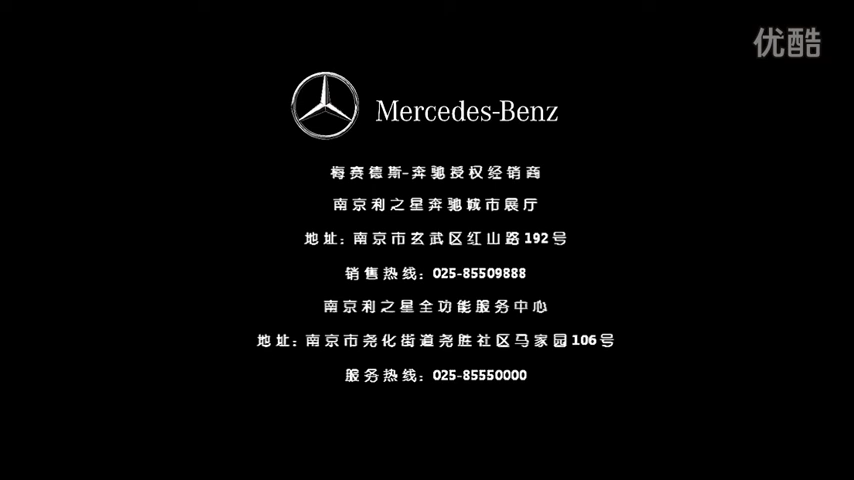 优酷
Mercedes-Benz
梅赛德斯-奔驰授权经销商
南京利之星奔驰城市展厅
地址：南京市玄武区红山路192号
销售热线：025-85509888
南京利之星全功能服务中心
地址：南京市尧化街道尧胜社区马家园106号
服务热线：025-85550000